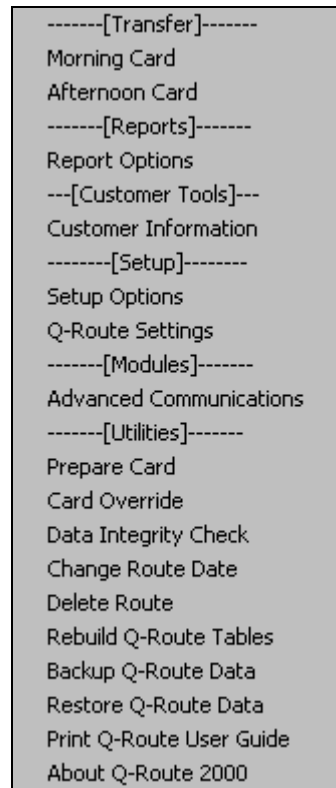 -------[Transfer]-------
Morning Card
Afternoon Card
-------[Reports]-------
Report Options
---[Customer Tools]---
Customer Information
--------[Setup]--------
Setup Options
Q-Route Settings
-------[Modules]-------
Advanced Communications
-------[Utilities]-------
Prepare Card
Card Override
Data Integrity Check
Change Route Date
Delete Route
Rebuild Q-Route Tables
Backup Q-Route Data
Restore Q-Route Data
Print Q-Route User Guide
About Q-Route 2000